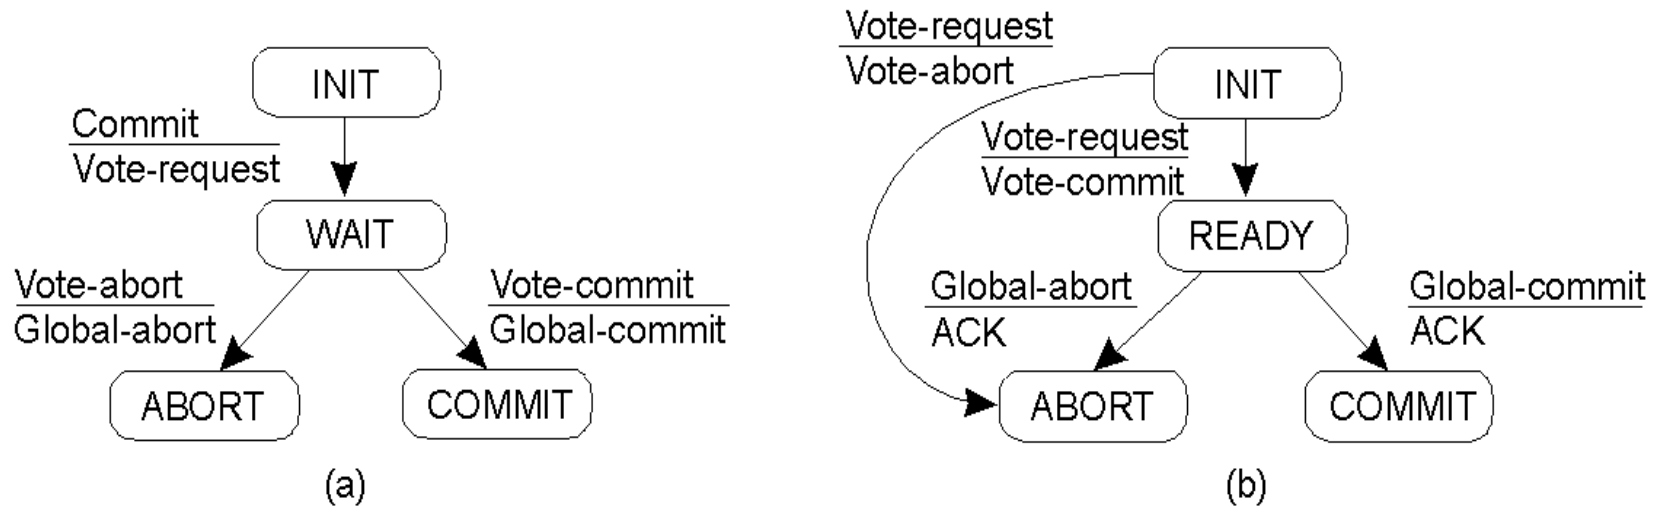 INIT
Commit
Vote-request
WAIT
Vote-abort
Global-abort
Vote-commit
Global-commit
ABORT
COMMIT
(a)
Vote-request
Vote-abort
INIT
Vote-request
Vote-commit
READY
Global-abort
ACK
Global-commit
ACK
ABORT
COMMIT
(b)